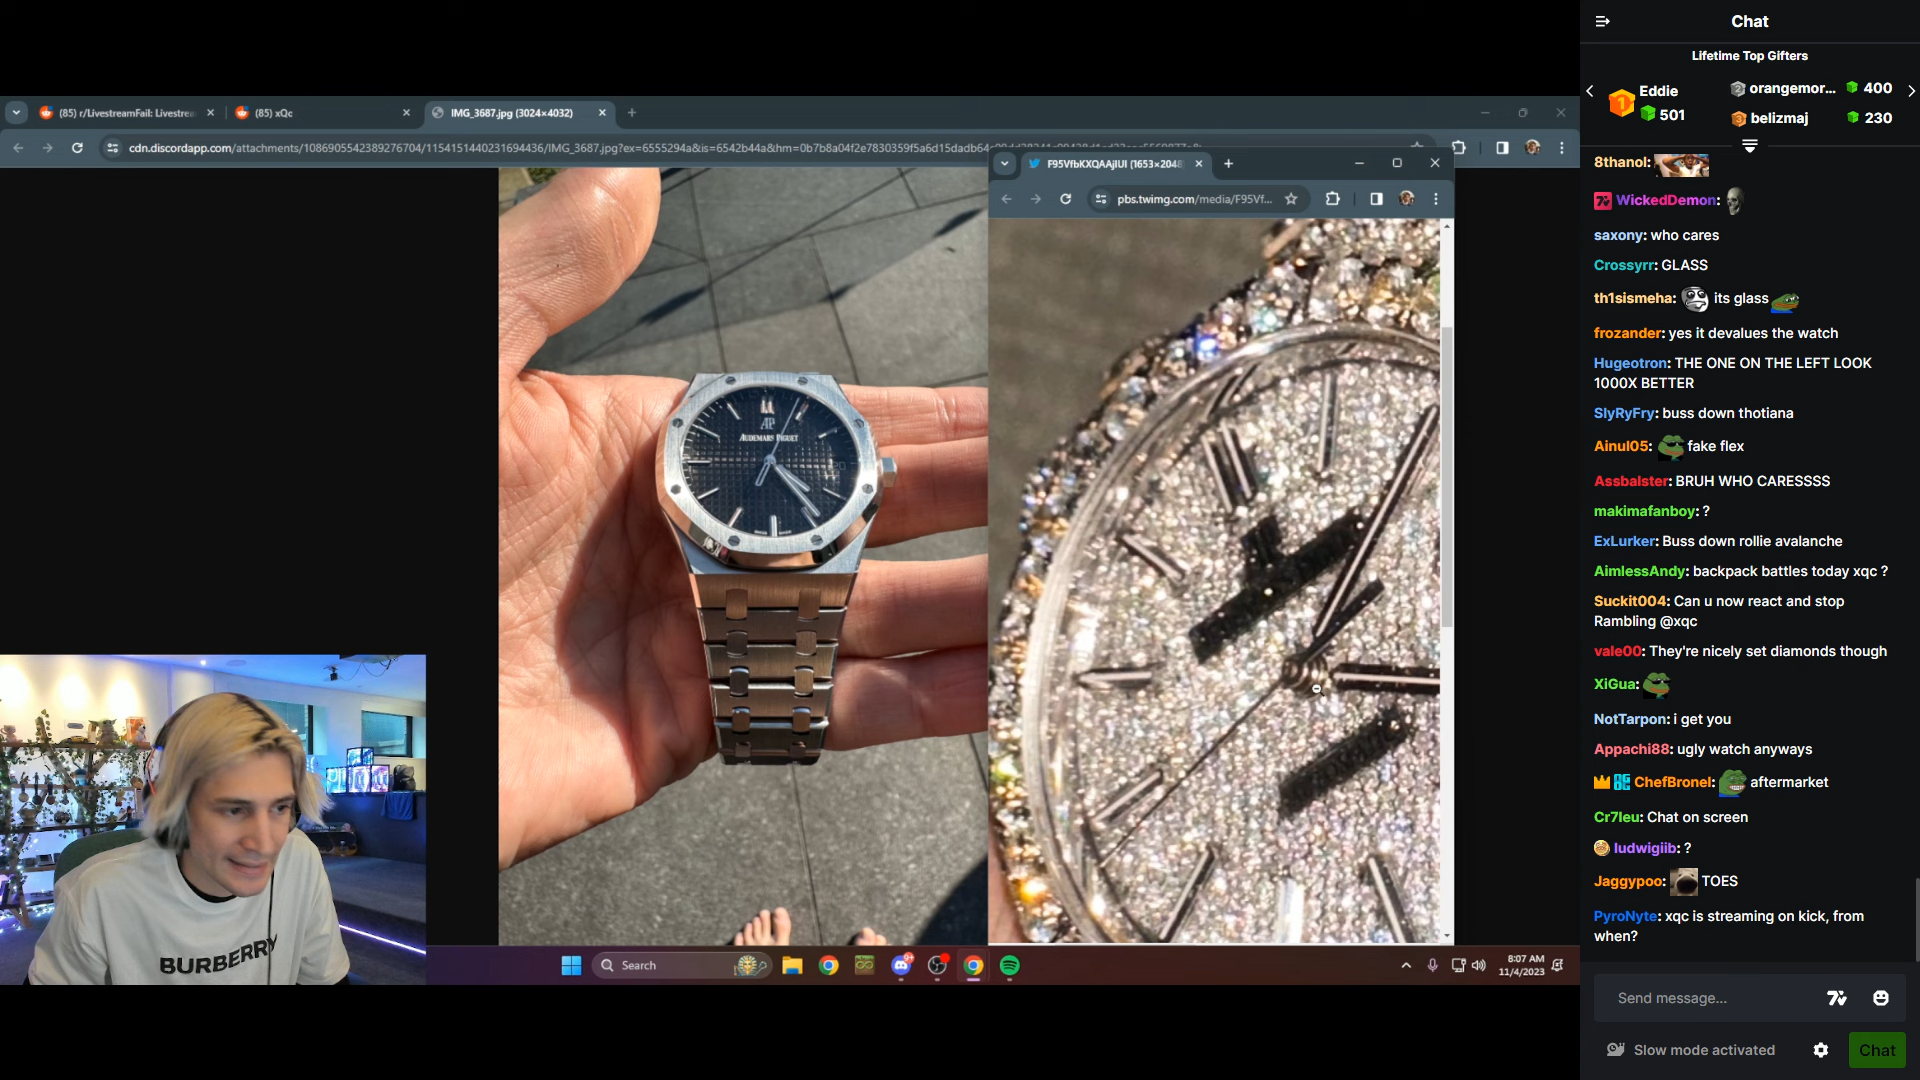 Chat
Lifetime Top Gifters
Eddie
501
orangemor...
400
belizmaj
230
(85) r/LivestreamFail: Livestrea
(85) xQc
IMG_3687.jpg (3024×4032)
F95VfbKXQAAjIUI (1653×2048
pbs.twimg.com/media/F95Vf...
AP
AUDEMARS PIGUET
BURBERRY
8thanol:
WickedDemon:
saxony: who cares
Crossyrr: GLASS
th1sismeha: its glass
frozander: yes it devalues the watch
Hugeotron: THE ONE ON THE LEFT LOOK
1000X BETTER
SlyRyFry: buss down thotiana
Ainul05: fake flex
Assbalster: BRUH WHO CARESSSS
makimafanboy: ?
ExLurker: Buss down rollie avalanche
AimlessAndy: backpack battles today xqc ?
Suckit004: Can u now react and stop
Rambling @xqc
vale00: They're nicely set diamonds though
XiGua:
NotTarpon: i get you
Appachi88: ugly watch anyways
ChefBronel: aftermarket
Cr7leu: Chat on screen
ludwigiib: ?
Jaggypoo: TOES
PyroNyte: xqc is streaming on kick, from
when?
Search
8:07 AM
11/4/2023
Send message...
Slow mode activated
Chat